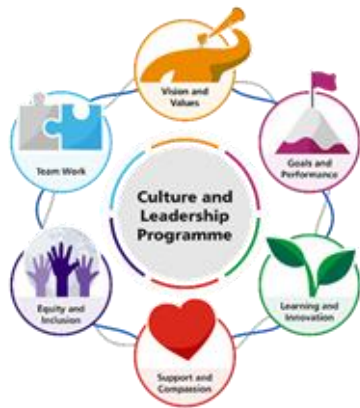 Vision and
Values
Goals and
Performance
Learning and
Innovation
Support and
Compassion
Equity and
Inclusion
Team Work
Culture and
Leadership
Programme